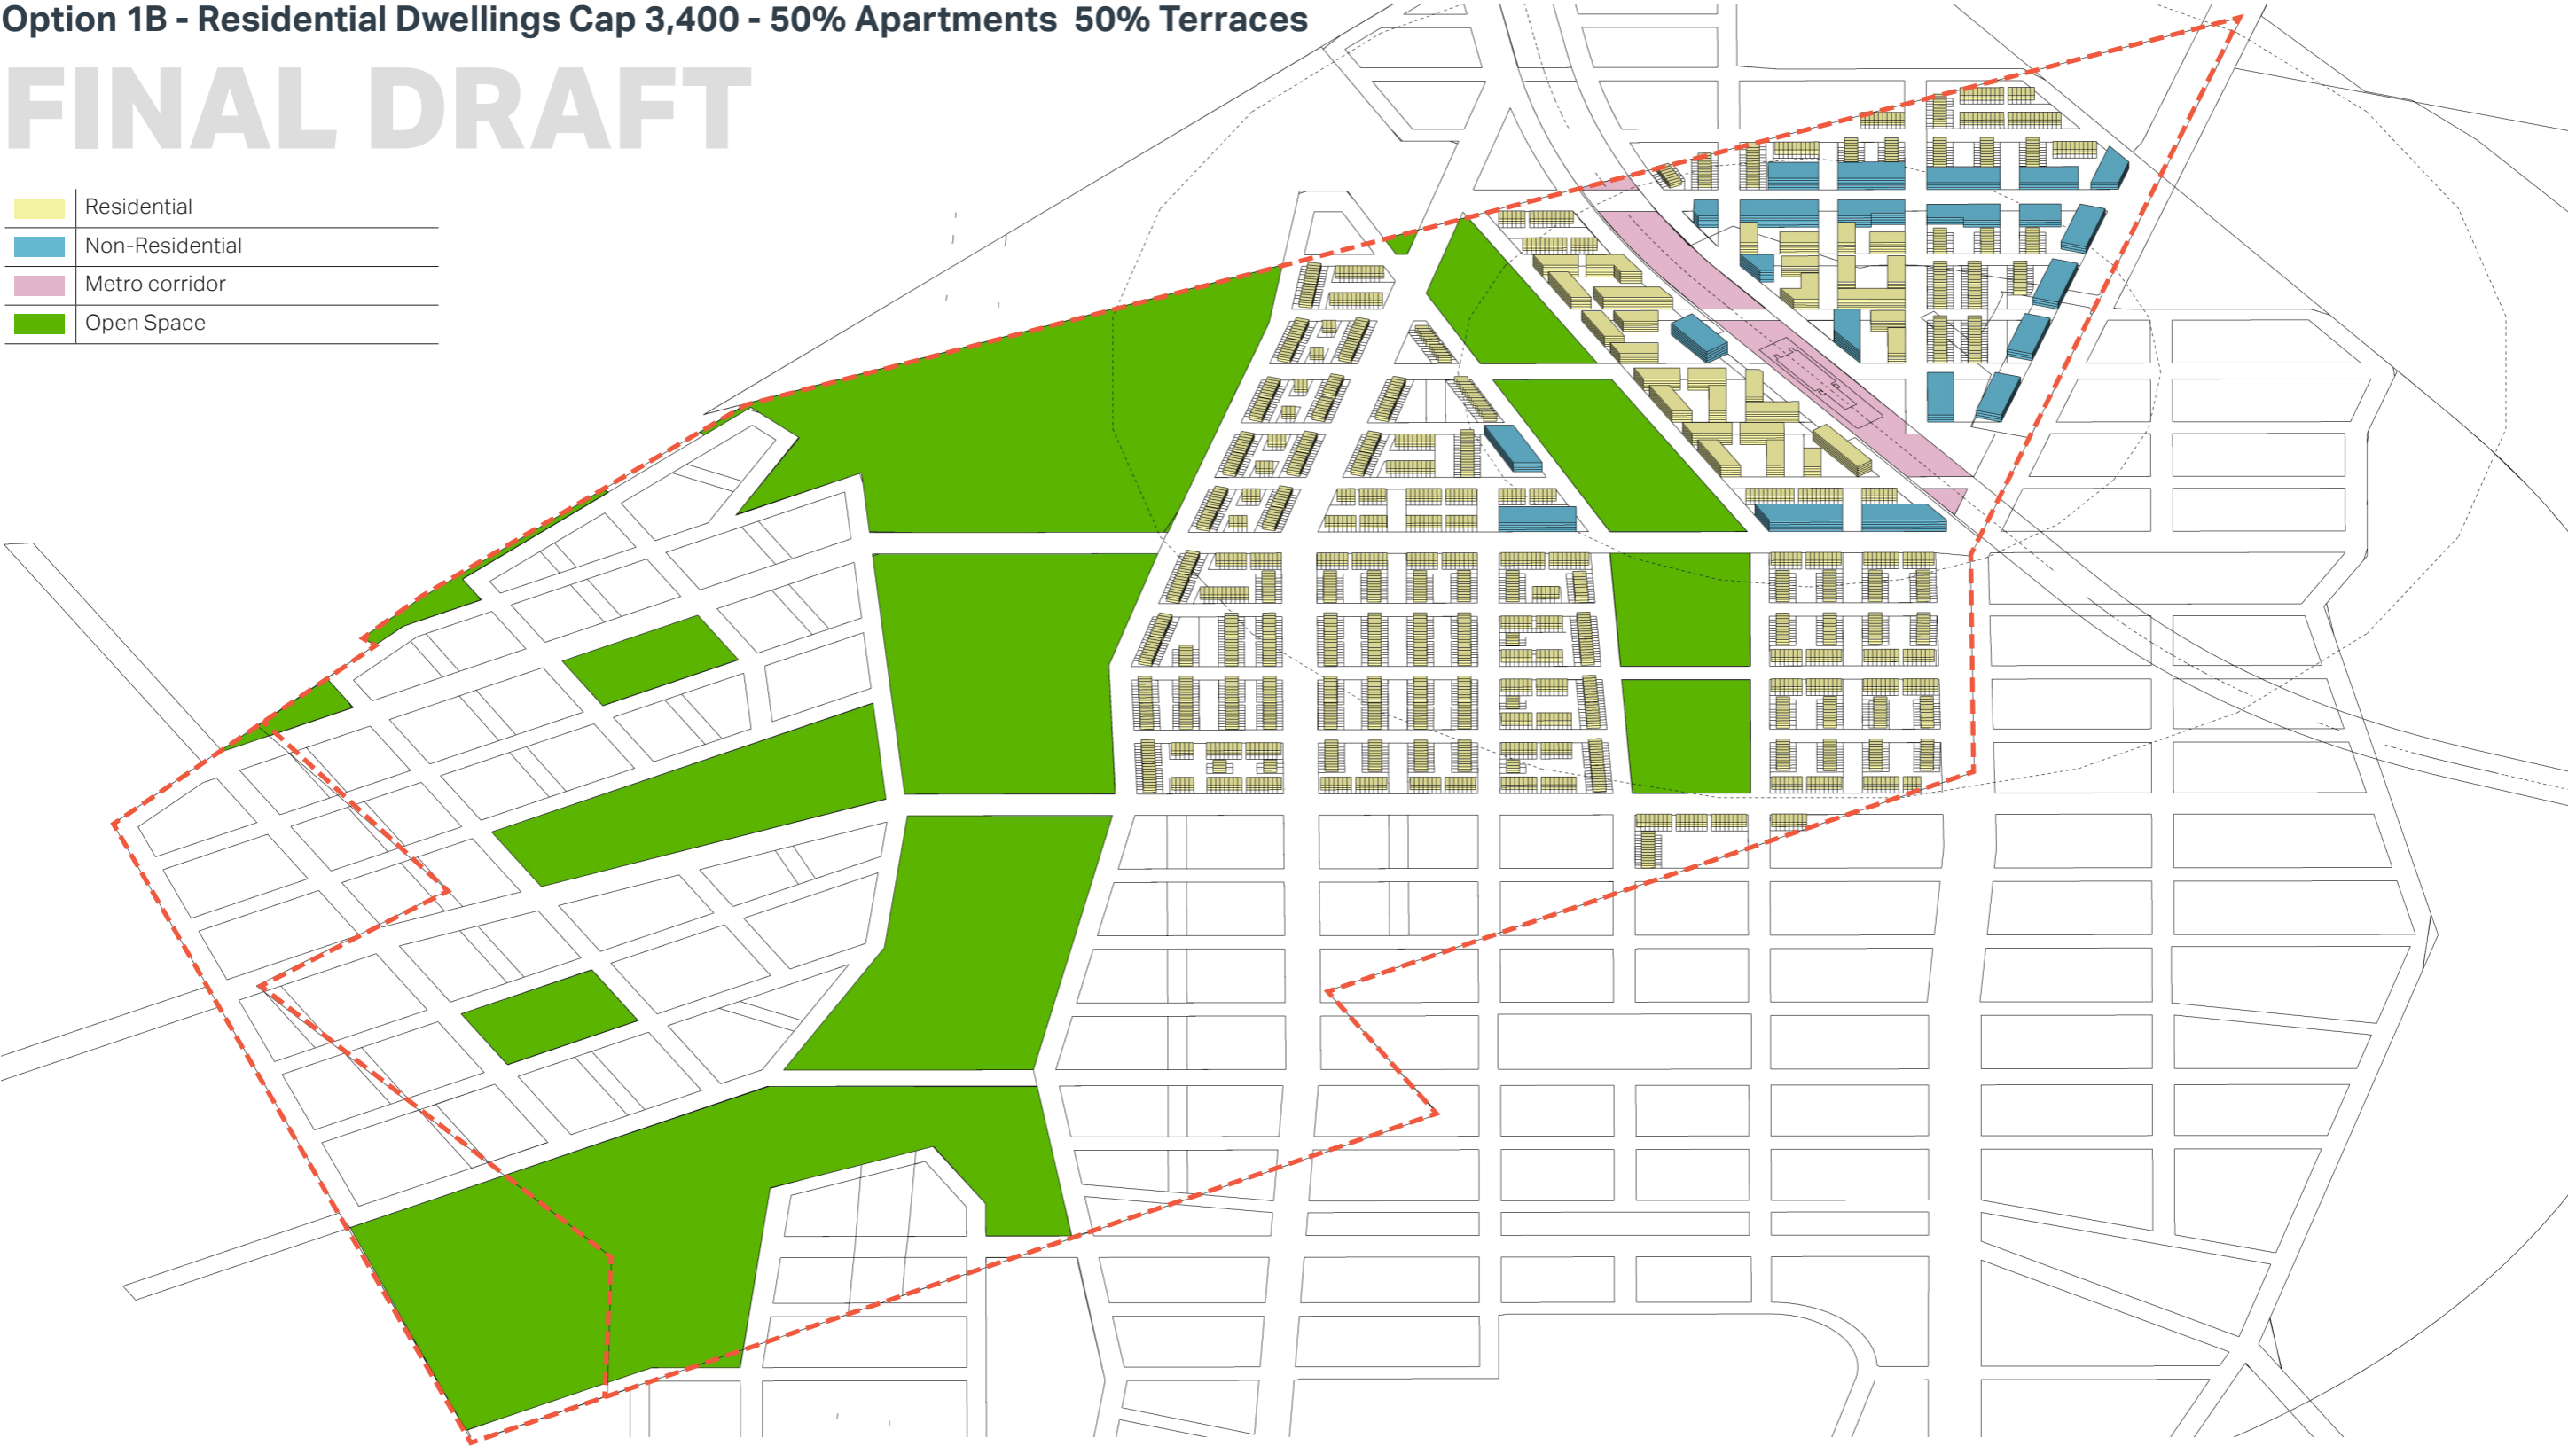 Option 1B - Residential Dwellings Cap 3,400 - 50% Apartments  50% Terraces
FINAL DRAFT
Residential
Non-Residential
Metro corridor
Open Space